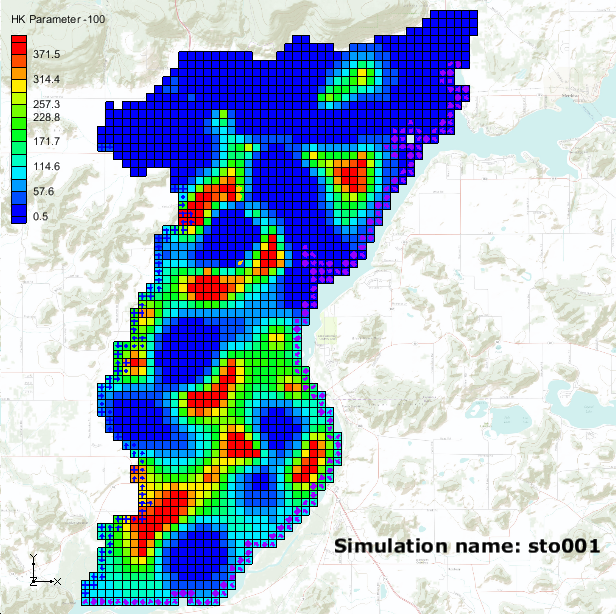 HK Parameter -100
371.5
314.4
257.3
228.8
171.7
114.6
57.6
0.5
Simulation name: sto001
Y
Z
X